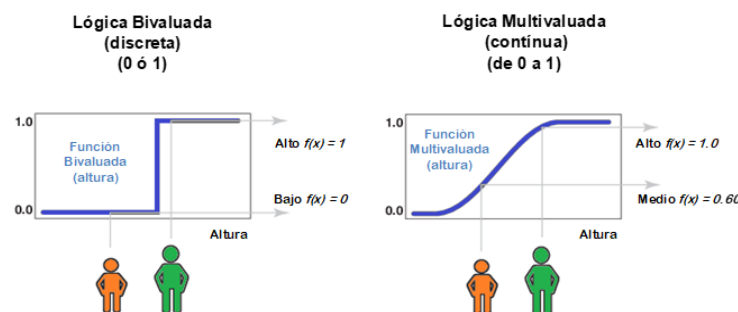 Lógica Bivaluada
(discreta)
(0 ó 1)
1.0
Función
Bivaluada
(altura)
0.0
Alto f(x) = 1
Bajo f(x) = 0
Altura
Lógica Multivaluada
(contínua)
(de 0 a 1)
1.0
Función
Multivaluada
(altura)
0.0
Alto f(x) = 1.0
Medio f(x) = 0.60
Altura